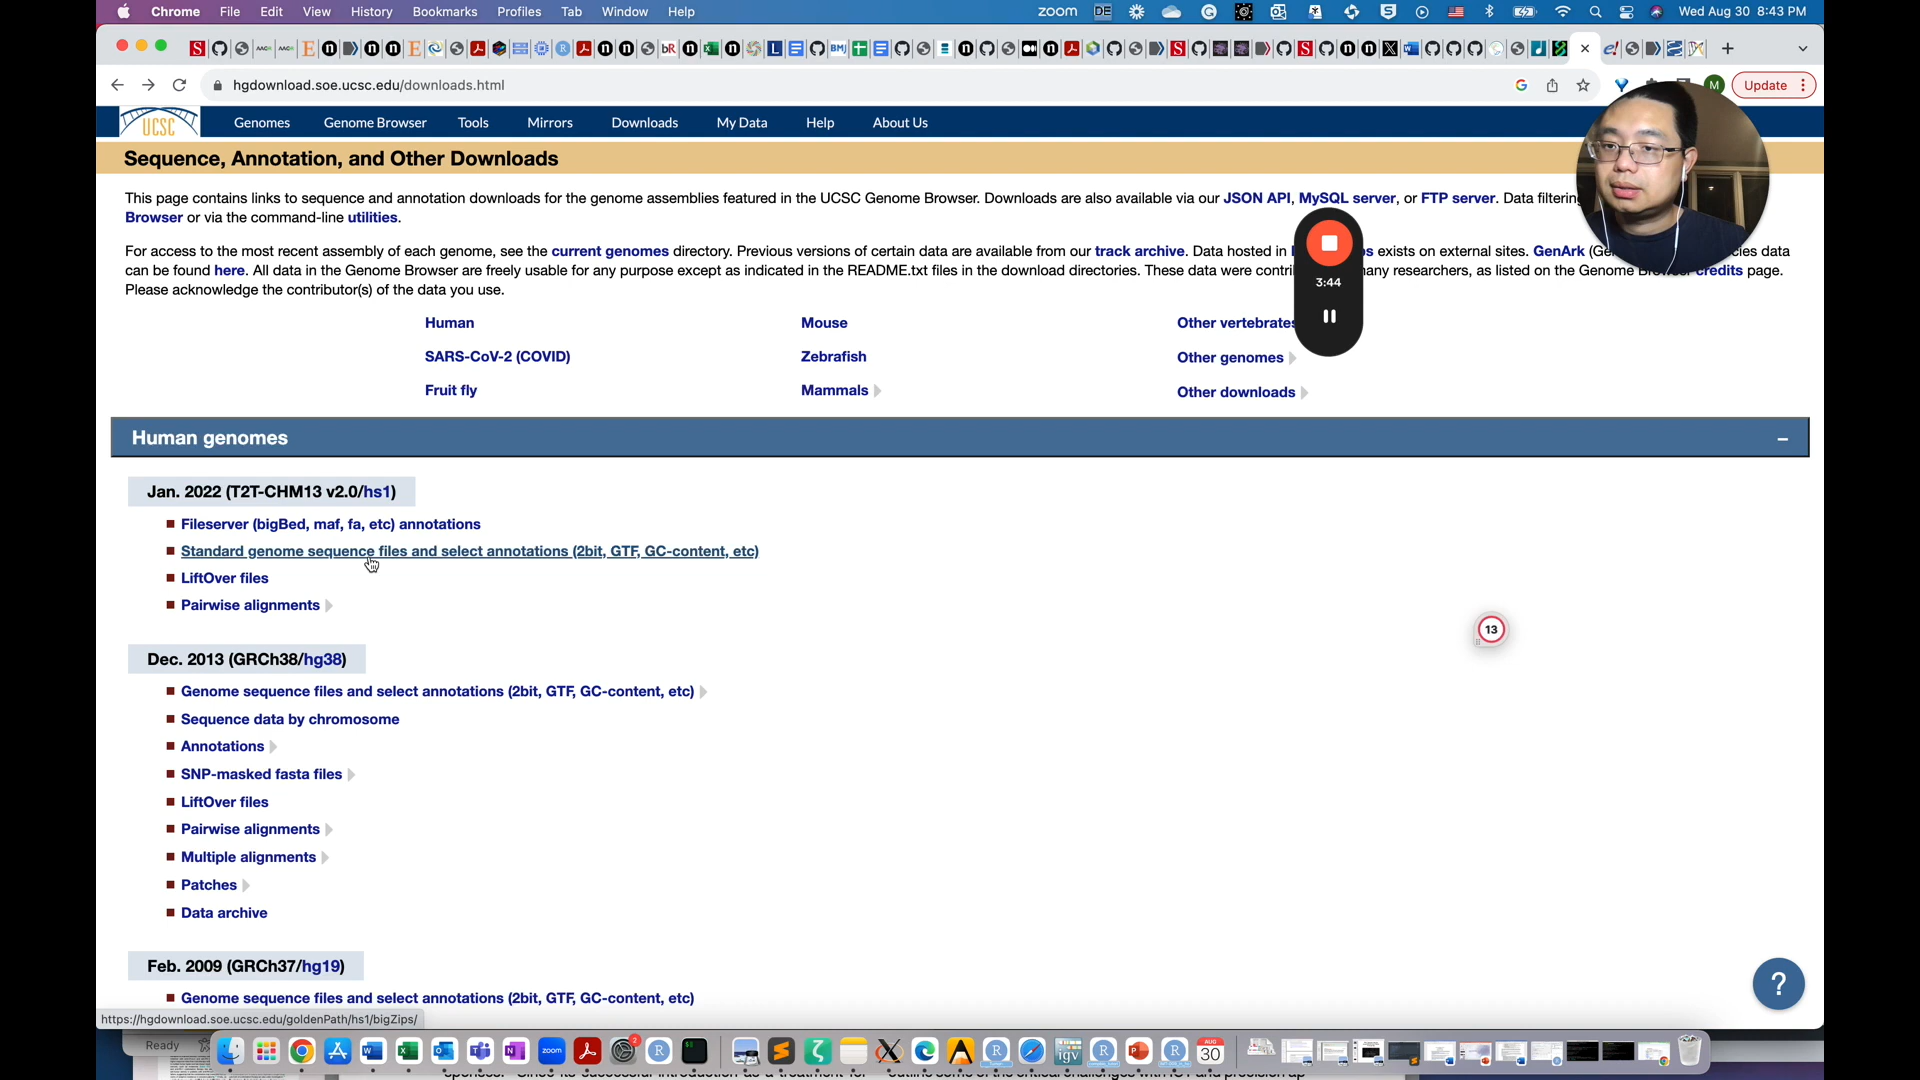 Chrome File Edit View History Bookmarks Profiles Tab Window Help
zoom DE Wed Aug 30 8:43 PM
hgdownload.soe.ucsc.edu/downloads.html
M Update
UCSC Genomes Genome Browser Tools Mirrors Downloads My Data Help About Us
Sequence, Annotation, and Other Downloads
This page contains links to sequence and annotation downloads for the genome assemblies featured in the UCSC Genome Browser. Downloads are also available via our JSON API, MySQL server, or FTP server. Data filtering
Browser or via the command-line utilities.
For access to the most recent assembly of each genome, see the current genomes directory. Previous versions of certain data are available from our track archive. Data hosted in exists on external sites. GenArk data
can be found here. All data in the Genome Browser are freely usable for any purpose except as indicated in the README.txt files in the download directories. These data were many researchers, as listed on the Genome credits page.
Please acknowledge the contributor(s) of the data you use.
3:44
Human Mouse Other vertebrates
SARS-CoV-2 (COVID) Zebrafish Other genomes
Fruit fly Mammals Other downloads
Human genomes
Jan. 2022 (T2T-CHM13 v2.0/hs1)
Fileserver (bigBed, maf, fa, etc) annotations
Standard genome sequence files and select annotations (2bit, GTF, GC-content, etc)
LiftOver files
Pairwise alignments
13
Dec. 2013 (GRCh38/hg38)
Genome sequence files and select annotations (2bit, GTF, GC-content, etc)
Sequence data by chromosome
Annotations
SNP-masked fasta files
LiftOver files
Pairwise alignments
Multiple alignments
Patches
Data archive
Feb. 2009 (GRCh37/hg19)
Genome sequence files and select annotations (2bit, GTF, GC-content, etc)
?
https://hgdownload.soe.ucsc.edu/goldenPath/hs1/bigZips/
Ready
zoom 2 igv AUG 30